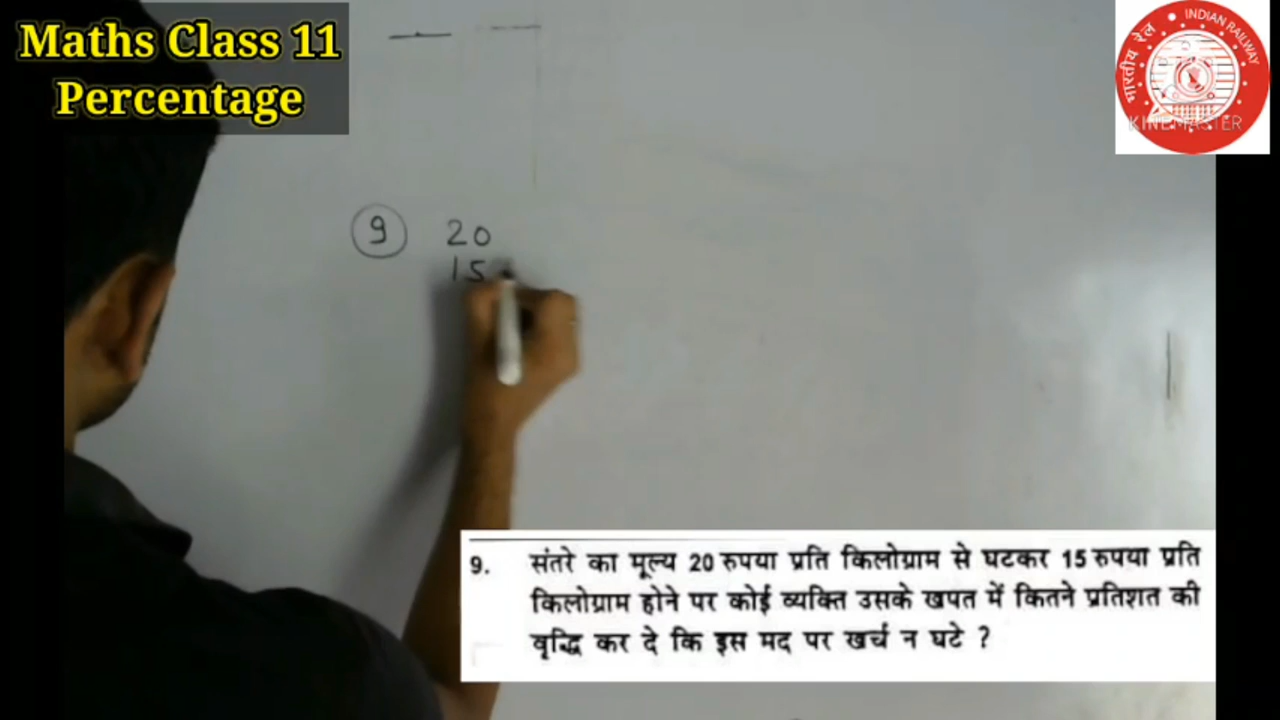 Maths Class 11
Percentage
भारतीय रेल
INDIAN RAILWAY
KINEMASTER
9 20
15
9. संतरे का मूल्य 20 रुपया प्रति किलोग्राम से घटकर 15 रुपया प्रति
किलोग्राम होने पर कोई व्यक्ति उसके खपत में कितने प्रतिशत की
वृद्धि कर दे कि इस मद पर खर्च न घटे ?